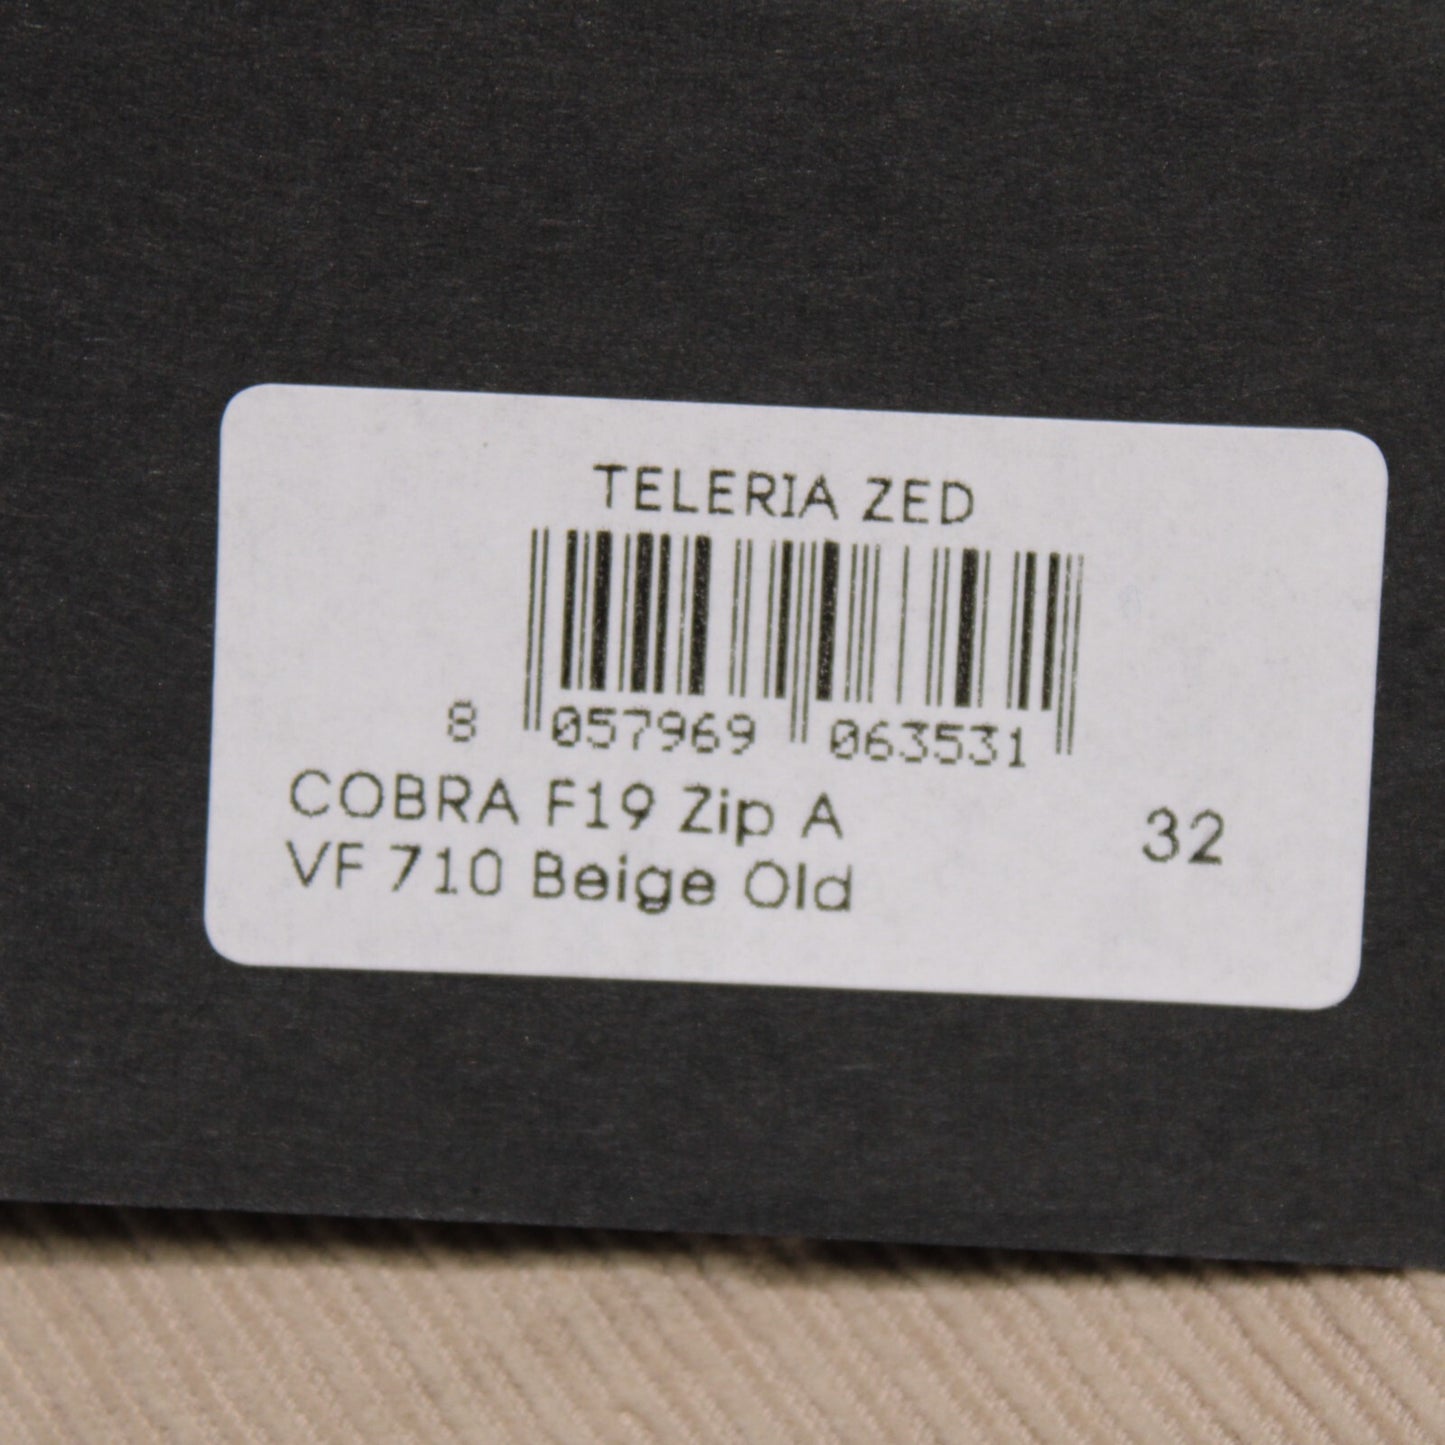 TELERIA ZED
8 057969 063531
COBRA F19 Zip A
VF 710 Beige Old
32